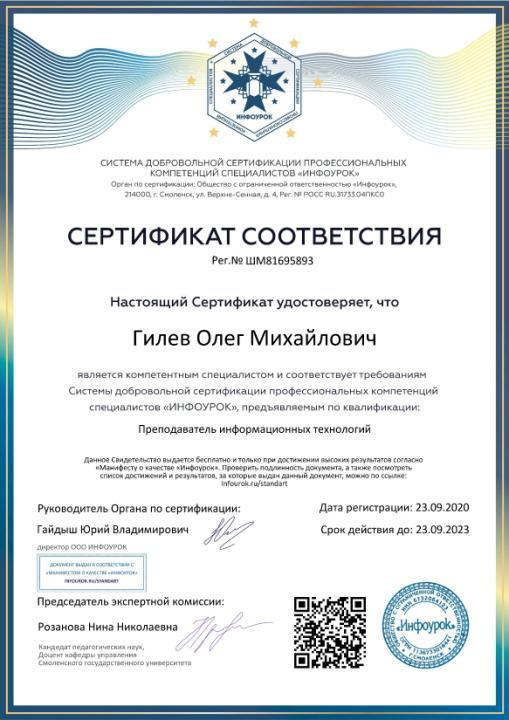 ИНФОУРОК
СИСТЕМА ДОБРОВОЛЬНОЙ СЕРТИФИКАЦИИ ПРОФЕССИОНАЛЬНЫХ
КОМПЕТЕНЦИЙ СПЕЦИАЛИСТОВ «ИНФОУРОК»
Орган по сертификации: Общество с ограниченной ответственностью «Инфоурок»,
214000, г. Смоленск, ул. Верхне-Сенная, д. 4, Рег. № РОСС RU.31733.04ПКС0
СЕРТИФИКАТ СООТВЕТСТВИЯ
Рег.№ ШМ81695893
Настоящий Сертификат удостоверяет, что
Гилев Олег Михайлович
является компетентным специалистом и соответствует требованиям
Системы добровольной сертификации профессиональных компетенций
специалистов «ИНФОУРОК», предъявляемым по квалификации:
Преподаватель информационных технологий
Данное Свидетельство выдается бесплатно и только при достижении высоких результатов согласно
«Манифесту о качестве «Инфоурок». Проверить подлинность документа, а также посмотреть
список достижений и результатов, за которые выдан данный документ, можно по ссылке:
infourok.ru/standart
Руководитель Органа по сертификации:
Гайдыш Юрий Владимирович
директор ООО ИНФОУРОК
Дата регистрации: 23.09.2020
Срок действия до: 23.09.2023
ДОКУМЕНТ ВЫДАН В СООТВЕТСТВИИ С
«МАНИФЕСТОМ О КАЧЕСТВЕ «ИНФОУРОК»
INFOUROK.RU/STANDART
Председатель экспертной комиссии:
Розанова Нина Николаевна
Кандидат педагогических наук,
Доцент кафедры управления
Смоленского государственного университета
«Инфоурок»